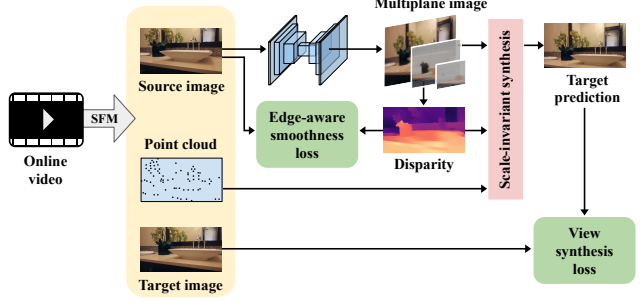 Multiplane image
Source image
SFM
Online
video
Point cloud
Edge-aware
smoothness
loss
Disparity
Scale-invariant synthesis
Target
prediction
Target image
View
synthesis
loss